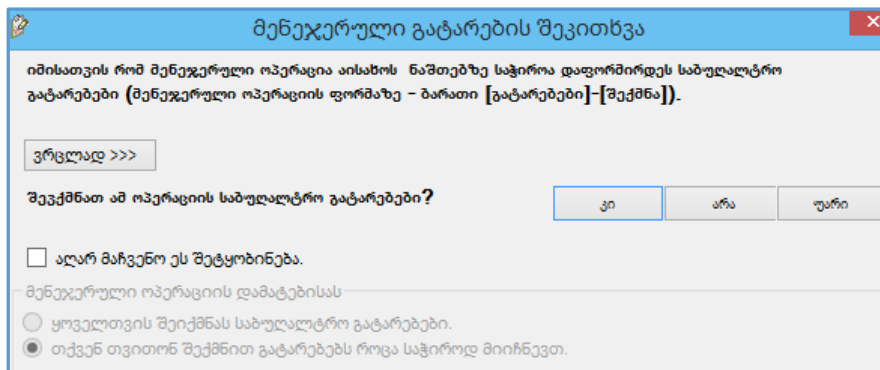 მენეჯერული გატარების შეკითხვა
იმისათვის რომ მენეჯერული ოპერაცია აისახოს ნაშთებზე საჭიროა დაფორმირდეს საბუღალტრო
გატარებები (მენეჯერული ოპერაციის ფორმაზე - ბარათი [გატარებები]-[შექმნა]).
ვრცლად >>>
შევქმნათ ამ ოპერაციის საბუღალტრო გატარებები?
კი
არა
უარი
აღარ მაჩვენო ეს შეტყობინება.
მენეჯერული ოპერაციის დამატებისას
ყოველთვის შეიქმნას საბუღალტრო გატარებები.
თქვენ თვითონ შექმნით გატარებებს როცა საჭიროდ მიიჩნევთ.